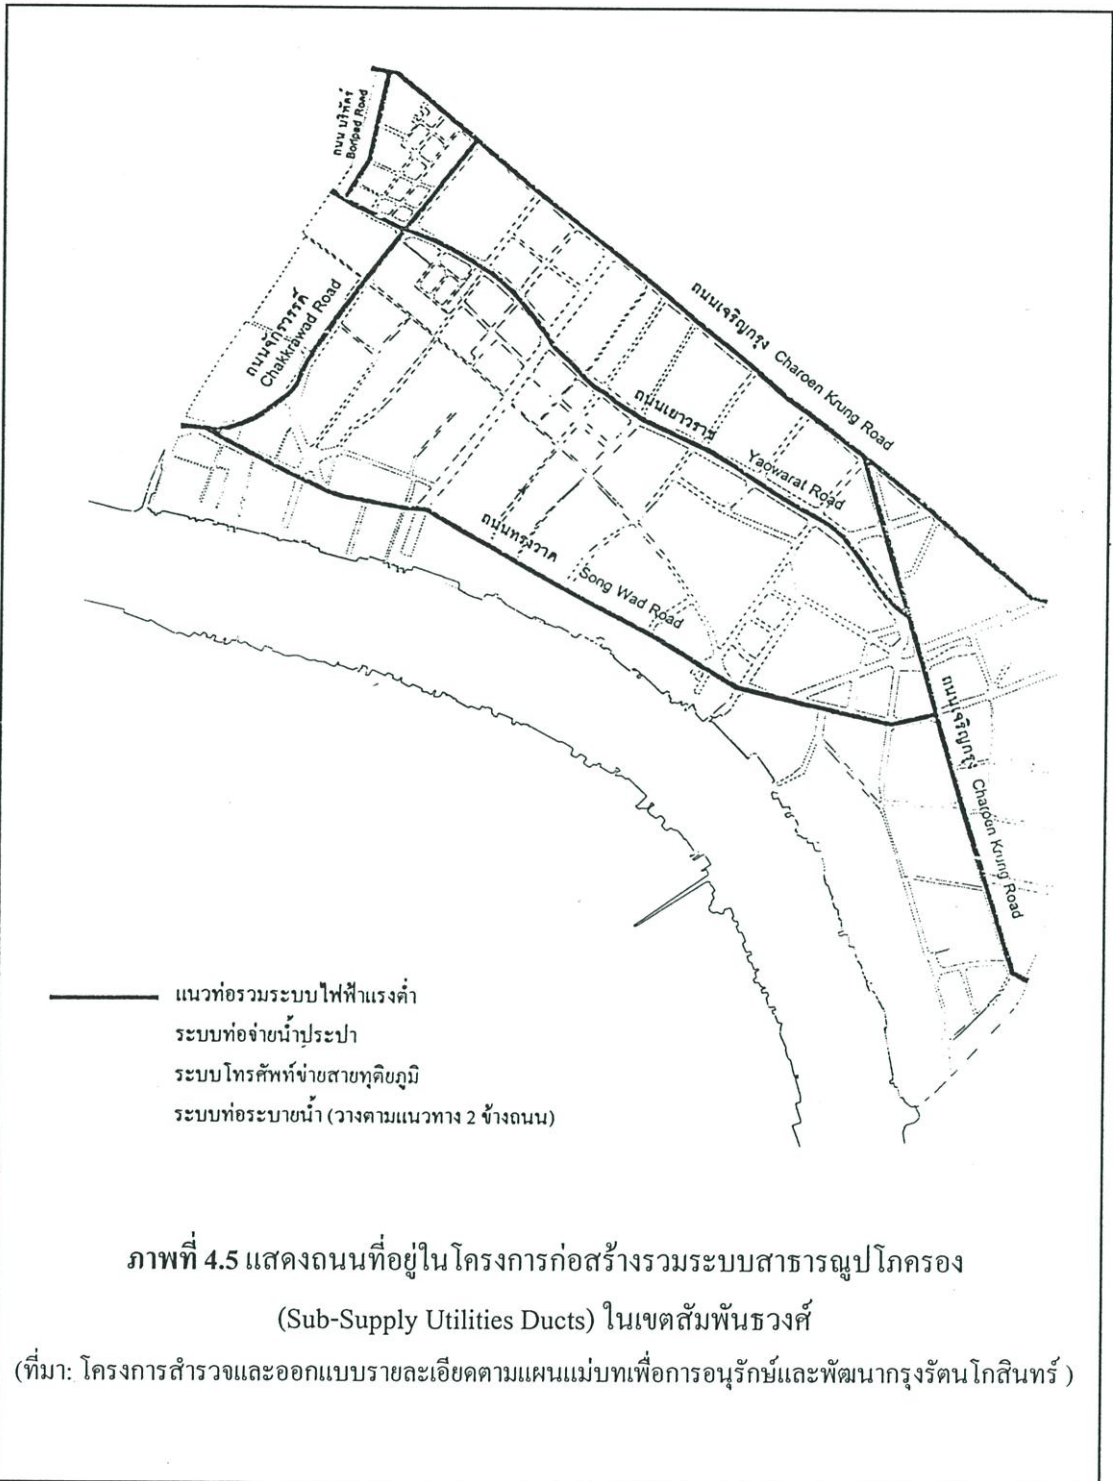 ถนน บริพัตร์
Boripad Road
ถนนจักรวรรดิ์
Chakkrawad Road
ถนนเจริญกรุง Charoen Krung Road
ถนนเยาวราช
Yaowarat Road
ถนนทรงวาด
Song Wad Road
ถนนเจริญกรุง Charoen Krung Road
แนวท่อรวมระบบไฟฟ้าแรงต่ำ
ระบบท่อจ่ายน้ำประปา
ระบบโทรศัพท์ข่ายสายทุติยภูมิ
ระบบท่อระบายน้ำ (วางตามแนวทาง 2 ข้างถนน)
ภาพที่ 4.5 แสดงถนนที่อยู่ในโครงการก่อสร้างรวมระบบสาธารณูปโภครอง
(Sub-Supply Utilities Ducts) ในเขตสัมพันธวงศ์
(ที่มา: โครงการสำรวจและออกแบบรายละเอียดตามแผนแม่บทเพื่อการอนุรักษ์และพัฒนากรุงรัตนโกสินทร์ )